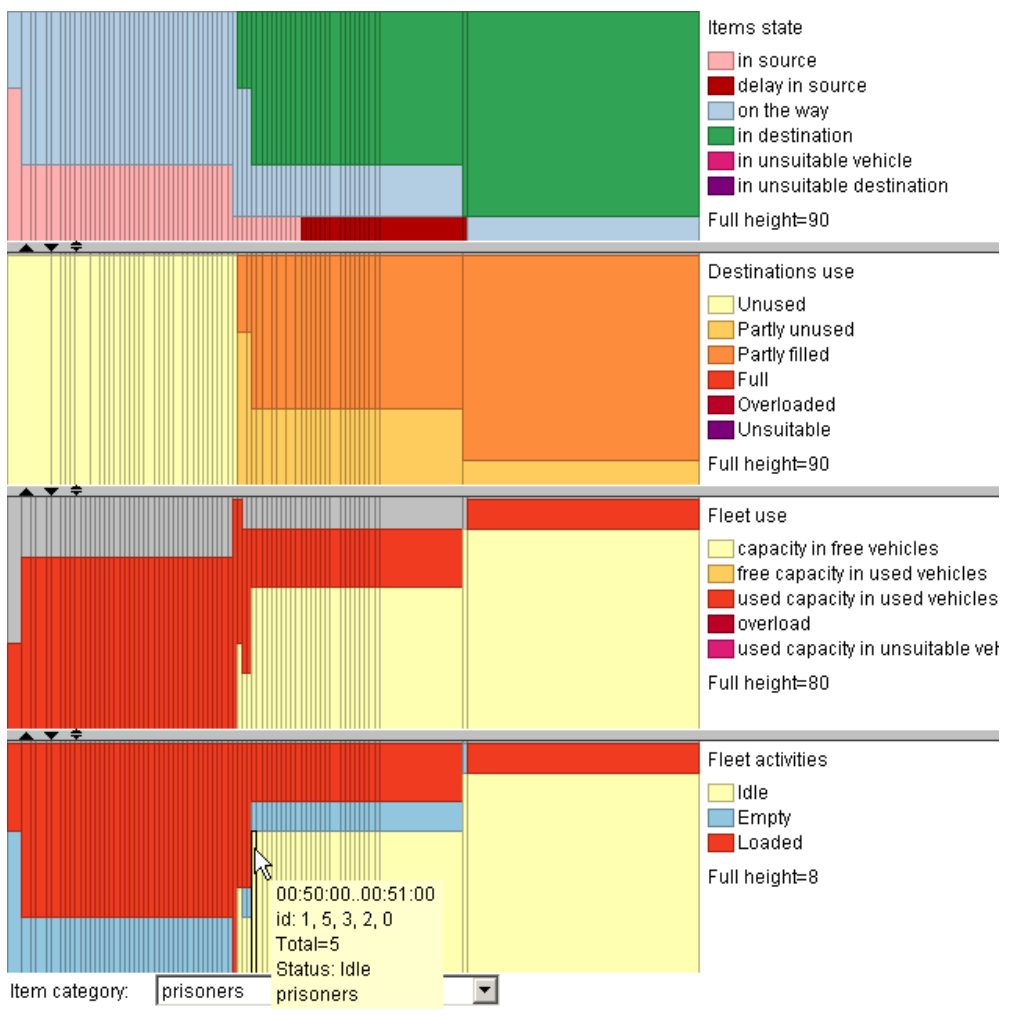 Items state
in source
delay in source
on the way
in destination
in unsuitable vehicle
in unsuitable destination
Full height=90
Destinations use
Unused
Partly unused
Partly filled
Full
Overloaded
Unsuitable
Full height=90
Fleet use
capacity in free vehicles
free capacity in used vehicles
used capacity in used vehicles
overload
used capacity in unsuitable veh
Full height=80
Fleet activities
Idle
Empty
Loaded
Full height=8
00:50:00..00:51:00
id: 1, 5, 3, 2, 0
Total=5
Status: Idle
prisoners
Item category: prisoners